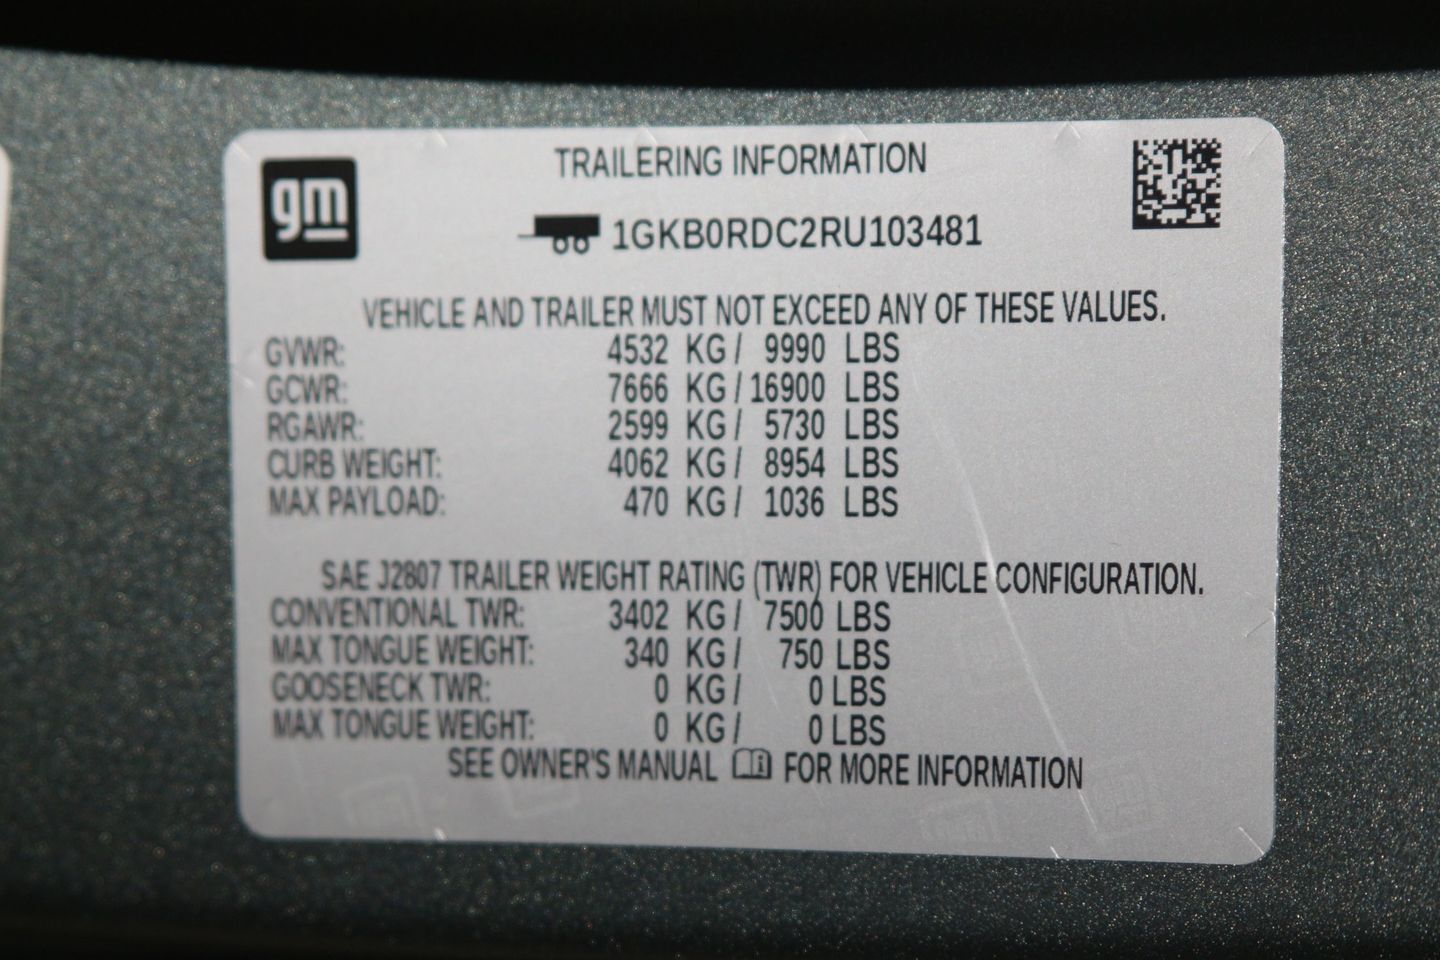 gm
TRAILERING INFORMATION
1GKB0RDC2RU103481
VEHICLE AND TRAILER MUST NOT EXCEED ANY OF THESE VALUES.
GVWR: 4532 KG / 9990 LBS
GCWR: 7666 KG / 16900 LBS
RGAWR: 2599 KG / 5730 LBS
CURB WEIGHT: 4062 KG / 8954 LBS
MAX PAYLOAD: 470 KG / 1036 LBS
SAE J2807 TRAILER WEIGHT RATING (TWR) FOR VEHICLE CONFIGURATION.
CONVENTIONAL TWR: 3402 KG / 7500 LBS
MAX TONGUE WEIGHT: 340 KG / 750 LBS
GOOSENECK TWR: 0 KG / 0 LBS
MAX TONGUE WEIGHT: 0 KG / 0 LBS
SEE OWNER'S MANUAL FOR MORE INFORMATION